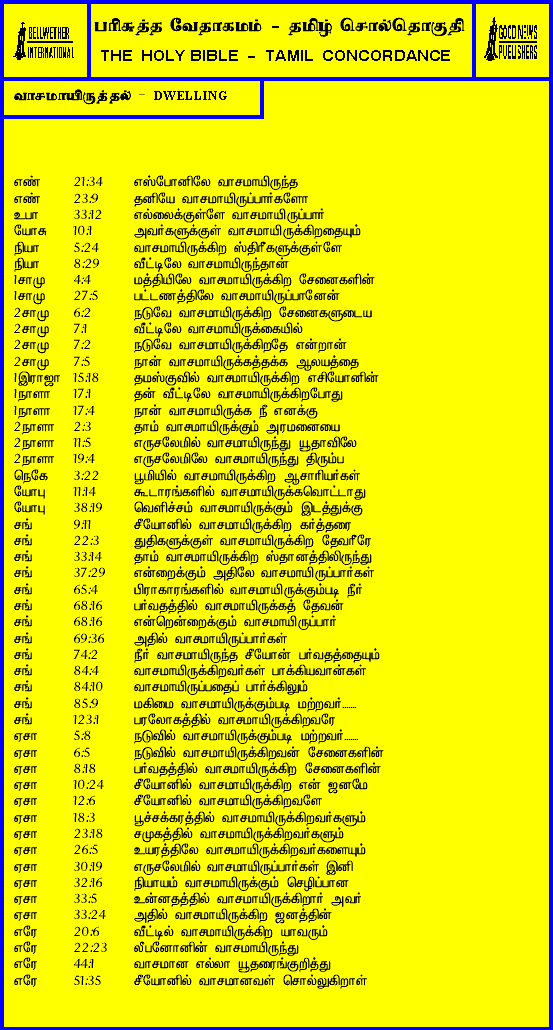 BELLWETHER
INTERNATIONAL
பரிசுத்த வேதாகமம் - தமிழ் சொல்தொகுதி
THE HOLY BIBLE - TAMIL CONCORDANCE
GOOD NEWS
PUBLISHERS
வாசமாயிருத்தல் - DWELLING
எண் 21:34 எஸ்போனிலே வாசமாயிருந்த
எண் 23:9 தனியே வாசமாயிருப்பார்களோ
உபா 33:12 எல்லைக்குள்ளே வாசமாயிருப்பார்
யோசு 10:1 அவர்களுக்குள் வாசமாயிருக்கிறதையும்
நியா 5:24 வாசமாயிருக்கிற ஸ்திரீகளுக்குள்ளே
நியா 8:29 வீட்டிலே வாசமாயிருந்தான்
1சாமு 4:4 மத்தியிலே வாசமாயிருக்கிற சேனைகளின்
1சாமு 27:5 பட்டணத்திலே வாசமாயிருப்பானேன்
2சாமு 6:2 நடுவே வாசமாயிருக்கிற சேனைகளுடைய
2சாமு 7:1 வீட்டிலே வாசமாயிருக்கையில்
2சாமு 7:2 நடுவே வாசமாயிருக்கிறதே என்றான்
2சாமு 7:5 நான் வாசமாயிருக்கத்தக்க ஆலயத்தை
1இராஜா 15:18 தமஸ்குவில் வாசமாயிருக்கிற எசியோனின்
1நாளா 17:1 தன் வீட்டிலே வாசமாயிருக்கிறபோது
1நாளா 17:4 நான் வாசமாயிருக்க நீ எனக்கு
2நாளா 2:3 தாம் வாசமாயிருக்கும் அரமனையை
2நாளா 11:5 எருசலேமில் வாசமாயிருந்து யூதாவிலே
2நாளா 19:4 எருசலேமிலே வாசமாயிருந்து திரும்ப
நெகே 3:22 பூமியில் வாசமாயிருக்கிற ஆசாரியர்கள்
யோபு 11:14 கூடாரங்களில் வாசமாயிருக்கவொட்டாது
யோபு 38:19 வெளிச்சம் வாசமாயிருக்கும் இடத்துக்கு
சங் 9:11 சீயோனில் வாசமாயிருக்கிற கர்த்தரை
சங் 22:3 துதிகளுக்குள் வாசமாயிருக்கிற தேவரீரே
சங் 33:14 தாம் வாசமாயிருக்கிற ஸ்தானத்திலிருந்து
சங் 37:29 என்றைக்கும் அதிலே வாசமாயிருப்பார்கள்
சங் 65:4 பிராகாரங்களில் வாசமாயிருக்கும்படி நீர்
சங் 68:16 பர்வதத்தில் வாசமாயிருக்கத் தேவன்
சங் 68:16 என்றென்றைக்கும் வாசமாயிருப்பார்
சங் 69:36 அதில் வாசமாயிருப்பார்கள்
சங் 74:2 நீர் வாசமாயிருந்த சீயோன் பர்வதத்தையும்
சங் 84:4 வாசமாயிருக்கிறவர்கள் பாக்கியவான்கள்
சங் 84:10 வாசமாயிருப்பதைப் பார்க்கிலும்
சங் 85:9 மகிமை வாசமாயிருக்கும்படி மற்றவர்.......
சங் 123:1 பரலோகத்தில் வாசமாயிருக்கிறவரே
ஏசா 5:8 நடுவில் வாசமாயிருக்கும்படி மற்றவர்.......
ஏசா 6:5 நடுவில் வாசமாயிருக்கிறவன் சேனைகளின்
ஏசா 8:18 பர்வதத்தில் வாசமாயிருக்கிற சேனைகளின்
ஏசா 10:24 சீயோனில் வாசமாயிருக்கிற என் ஜனமே
ஏசா 12:6 சீயோனில் வாசமாயிருக்கிறவளே
ஏசா 18:3 பூச்சக்கரத்தில் வாசமாயிருக்கிறவர்களும்
ஏசா 23:18 சமுகத்தில் வாசமாயிருக்கிறவர்களும்
ஏசா 26:5 உயரத்திலே வாசமாயிருக்கிறவர்களையும்
ஏசா 30:19 எருசலேமில் வாசமாயிருப்பார்கள் இனி
ஏசா 32:16 நியாயம் வாசமாயிருக்கும் செழிப்பான
ஏசா 33:5 உன்னதத்தில் வாசமாயிருக்கிறார் அவர்
ஏசா 33:24 அதில் வாசமாயிருக்கிற ஜனத்தின்
எரே 20:6 வீட்டில் வாசமாயிருக்கிற யாவரும்
எரே 22:23 லீபனோனின் வாசமாயிருந்து
எரே 44:1 வாசமான எல்லா யூதரைங்குறித்து
எரே 51:35 சீயோனில் வாசமானவள் சொல்லுகிறாள்